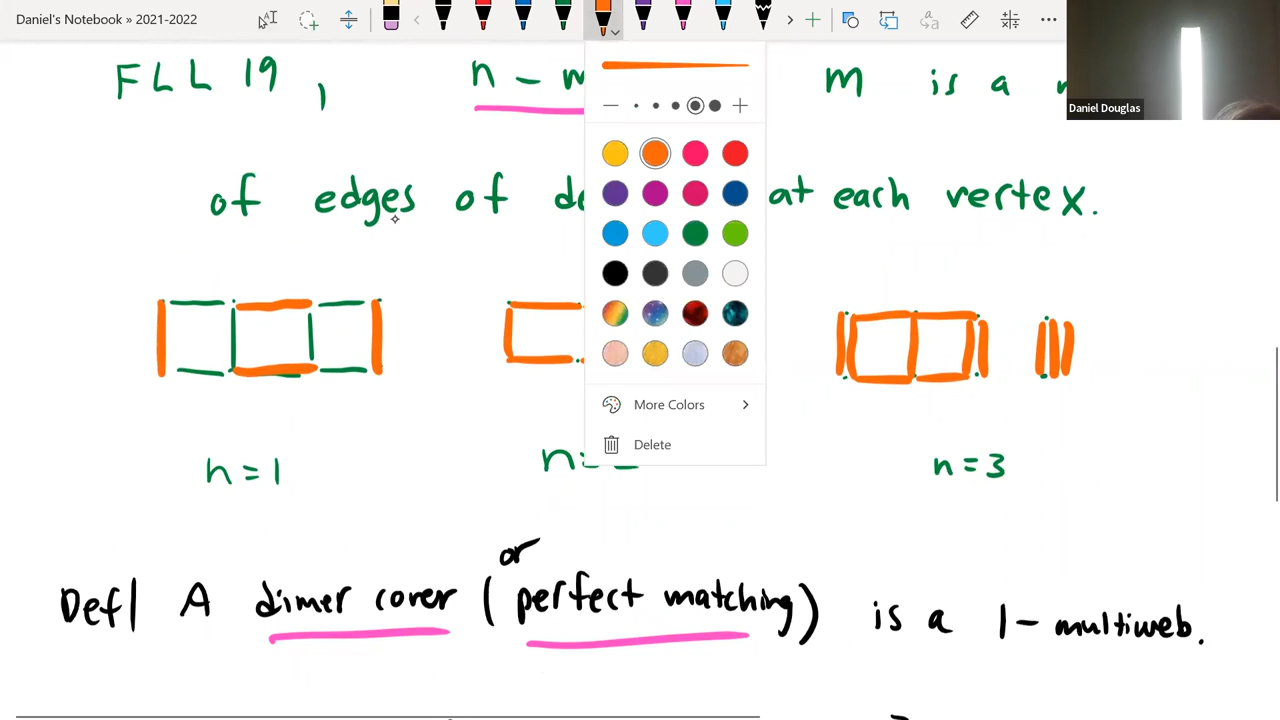 Daniel's Notebook » 2021-2022
Daniel Douglas
FLL 19, n - m is a
of edges of at each vertex.
More Colors
Delete
n = 1 n = 3
or
Def| A dimer cover ( perfect matching) is a 1 - multiweb.